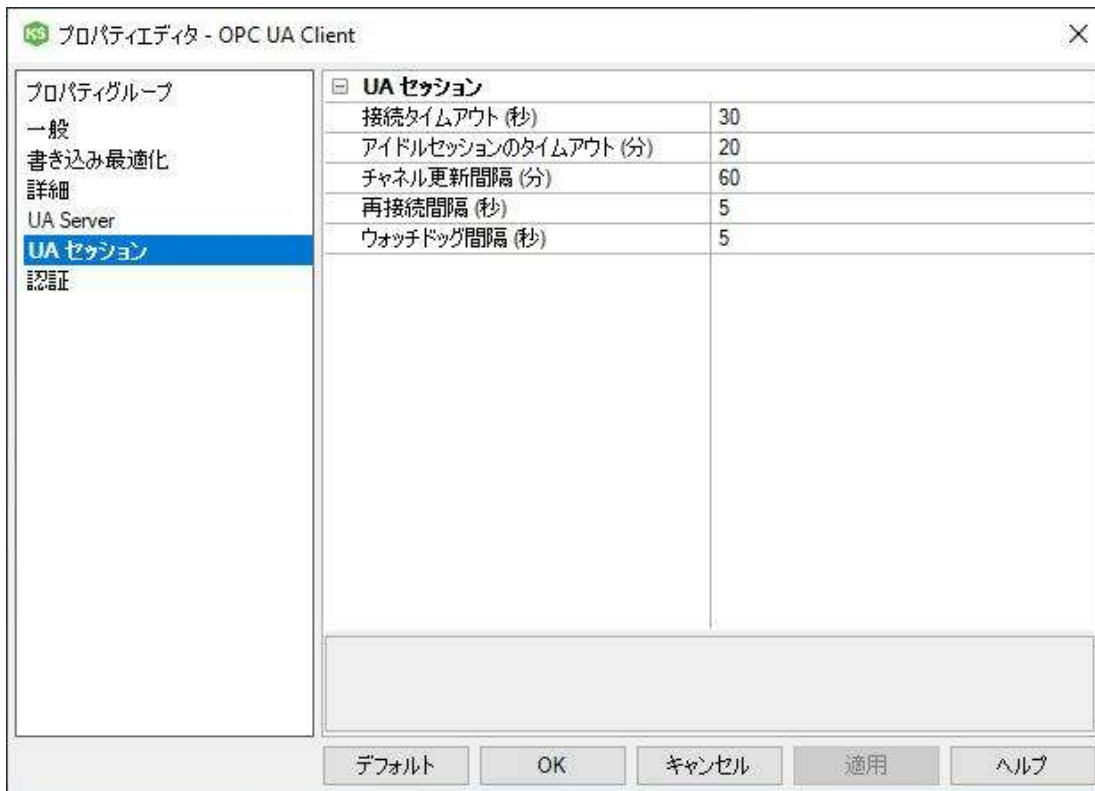 KS プロパティエディタ - OPC UA Client
プロパティグループ
一般
書き込み最適化
詳細
UA Server
UA セッション
認証
UA セッション
接続タイムアウト (秒) 30
アイドルセッションのタイムアウト (分) 20
チャネル更新間隔 (分) 60
再接続間隔 (秒) 5
ウォッチドッグ間隔 (秒) 5
デフォルト OK キャンセル 適用 ヘルプ